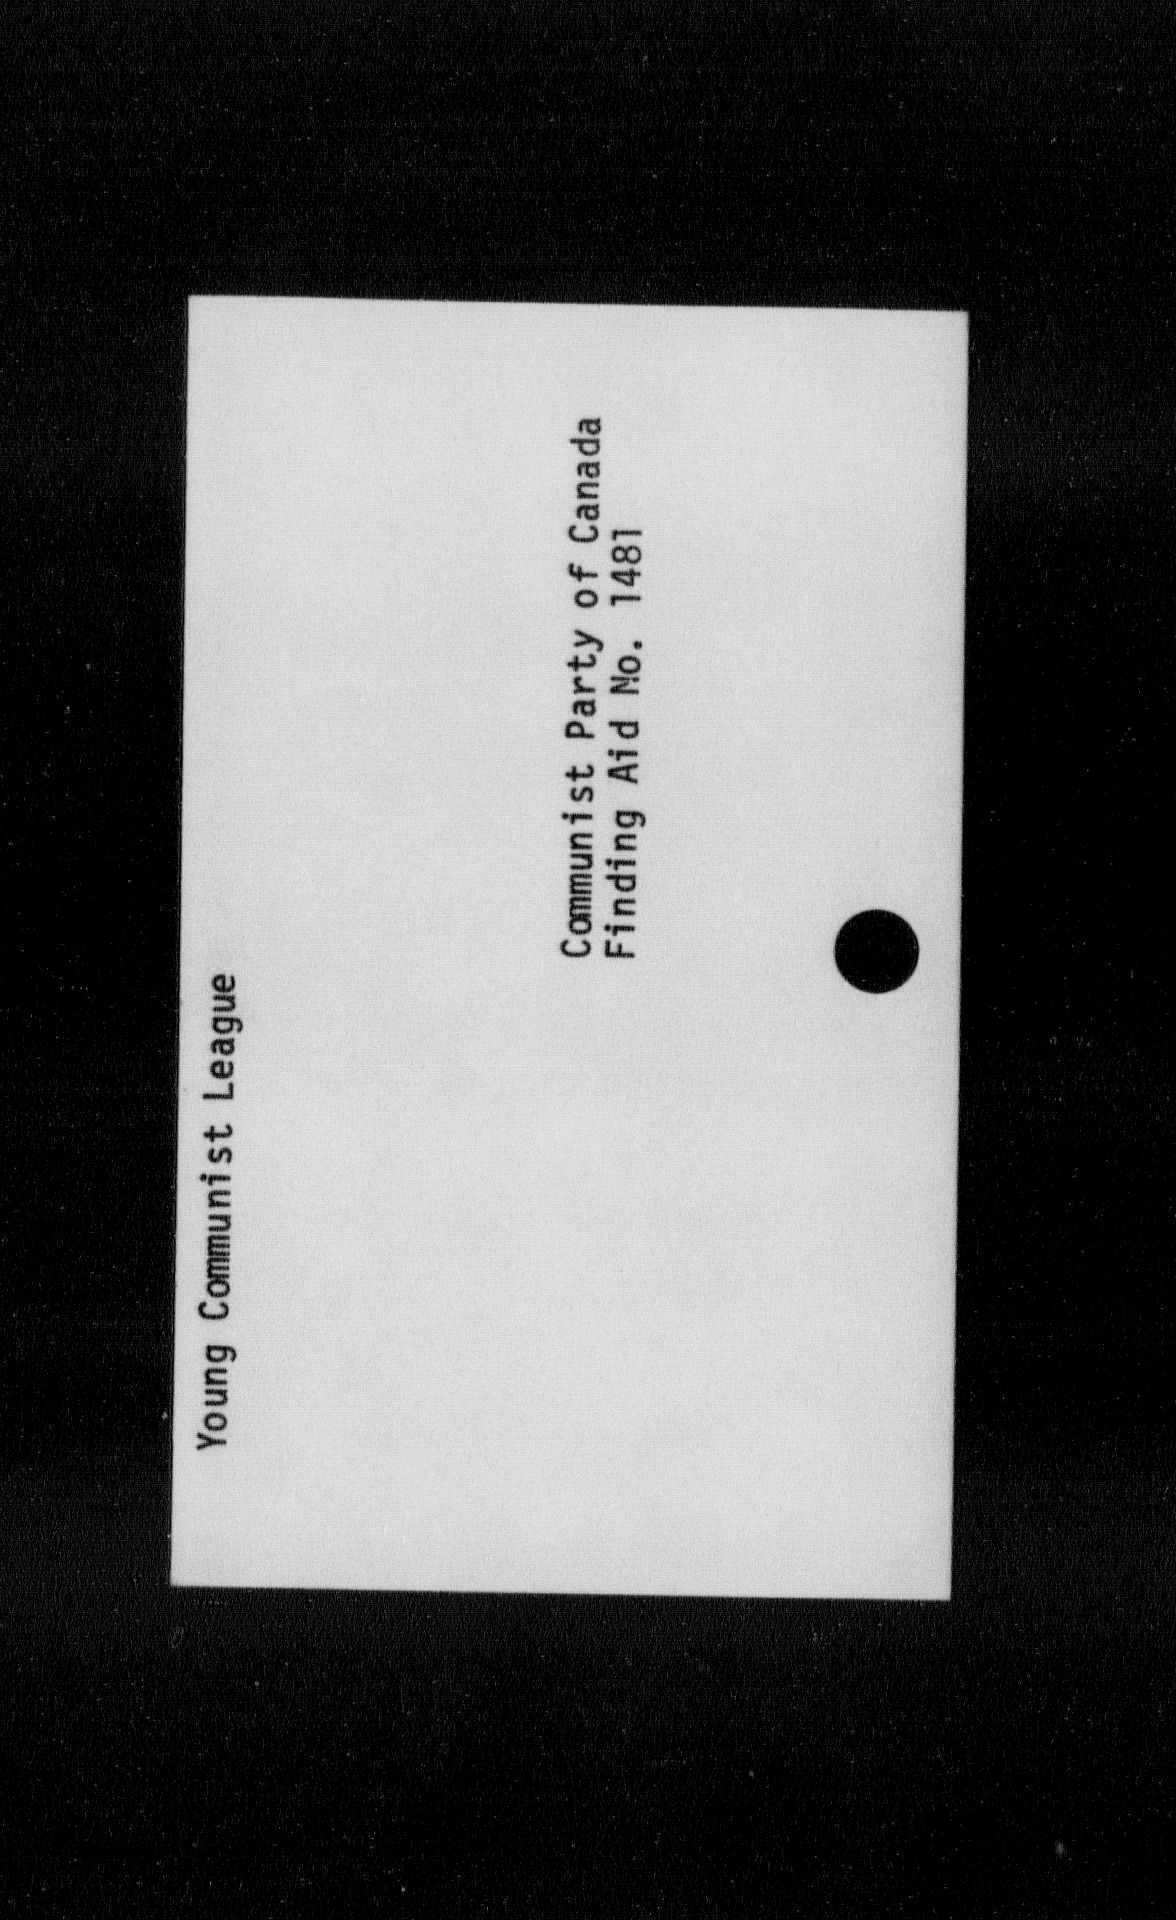 Young Communist League
Communist Party of Canada
Finding Aid No. 1481